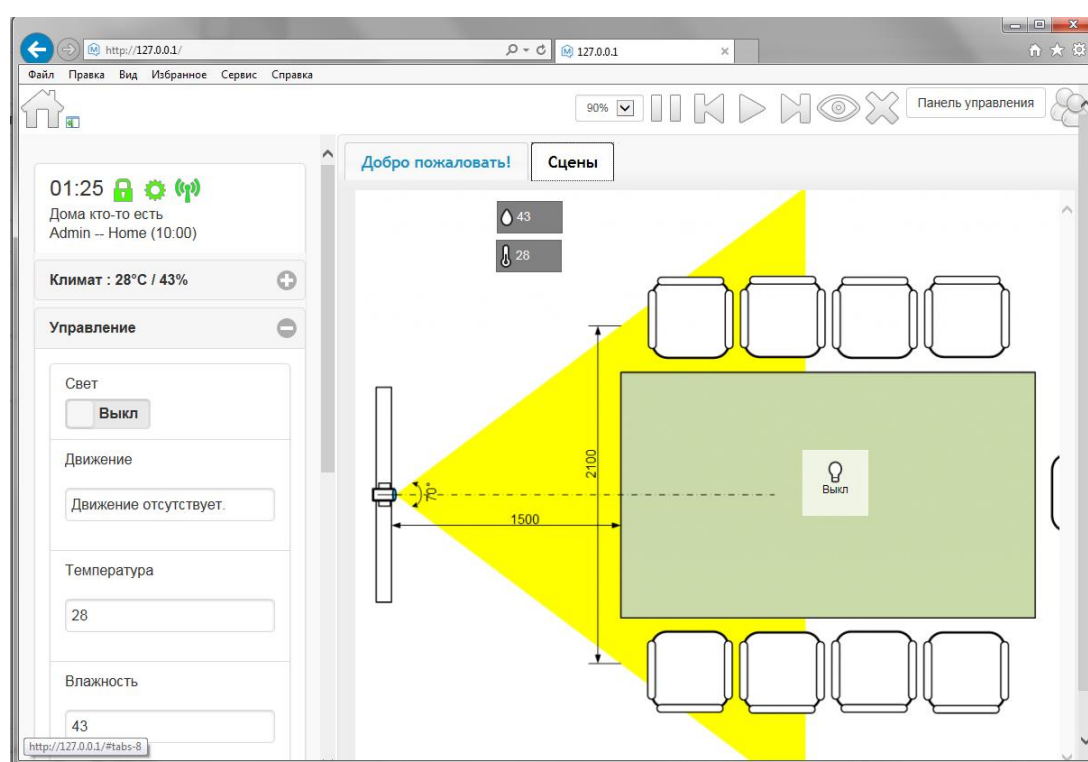 http://127.0.0.1/
127.0.0.1
Файл Правка Вид Избранное Сервис Справка
90%
Панель управления
Добро пожаловать!
Сцены
01:25
Дома кто-то есть
Admin -- Home (10:00)
Климат : 28°C / 43%
Управление
Свет
Выкл
Движение
Движение отсутствует.
Температура
28
Влажность
43
http://127.0.0.1/#tabs-8
43
28
2100
70°
1500
Выкл